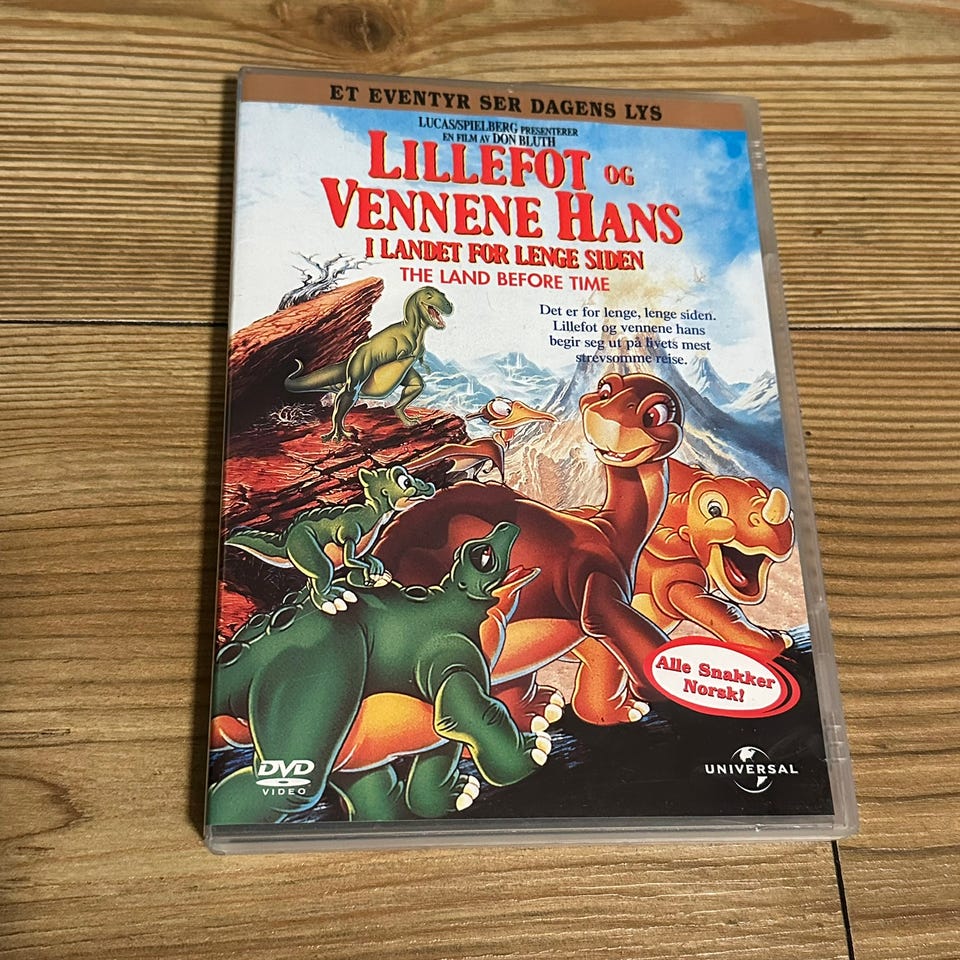 ET EVENTYR SER DAGENS LYS
LUCAS/SPIELBERG PRESENTERER
EN FILM AV DON BLUTH
LILLEFOT OG
VENNENE HANS
I LANDET FOR LENGE SIDEN
THE LAND BEFORE TIME
Det er for lenge, lenge siden.
Lillefot og vennene hans
begir seg ut på livets mest
strevsomme reise.
Alle Snakker
Norsk!
DVD
VIDEO
UNIVERSAL